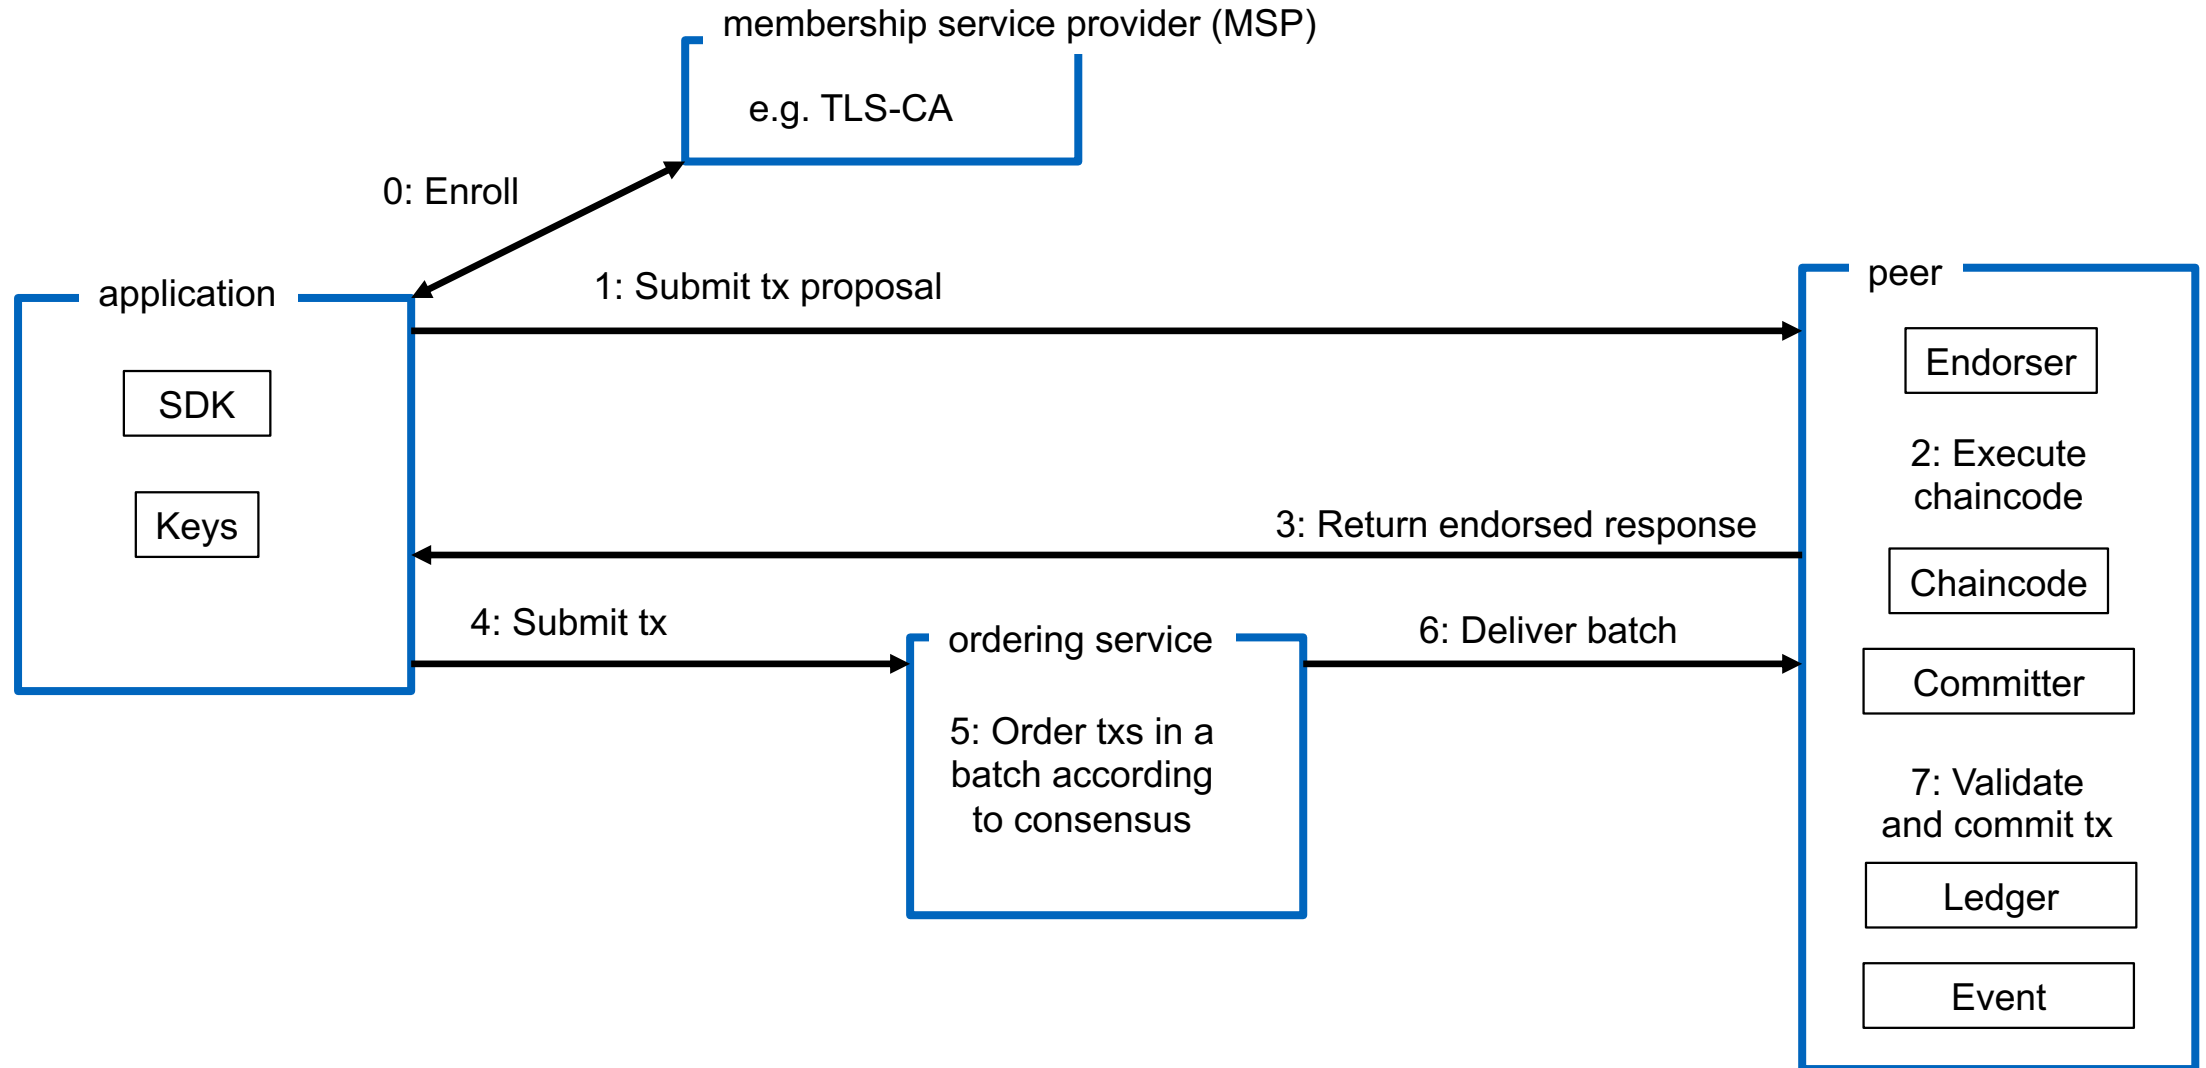 membership service provider (MSP)
e.g. TLS-CA
0: Enroll
application
SDK
Keys
1: Submit tx proposal
peer
Endorser
2: Execute
chaincode
3: Return endorsed response
Chaincode
4: Submit tx
ordering service
5: Order txs in a
batch according
to consensus
6: Deliver batch
Committer
7: Validate
and commit tx
Ledger
Event